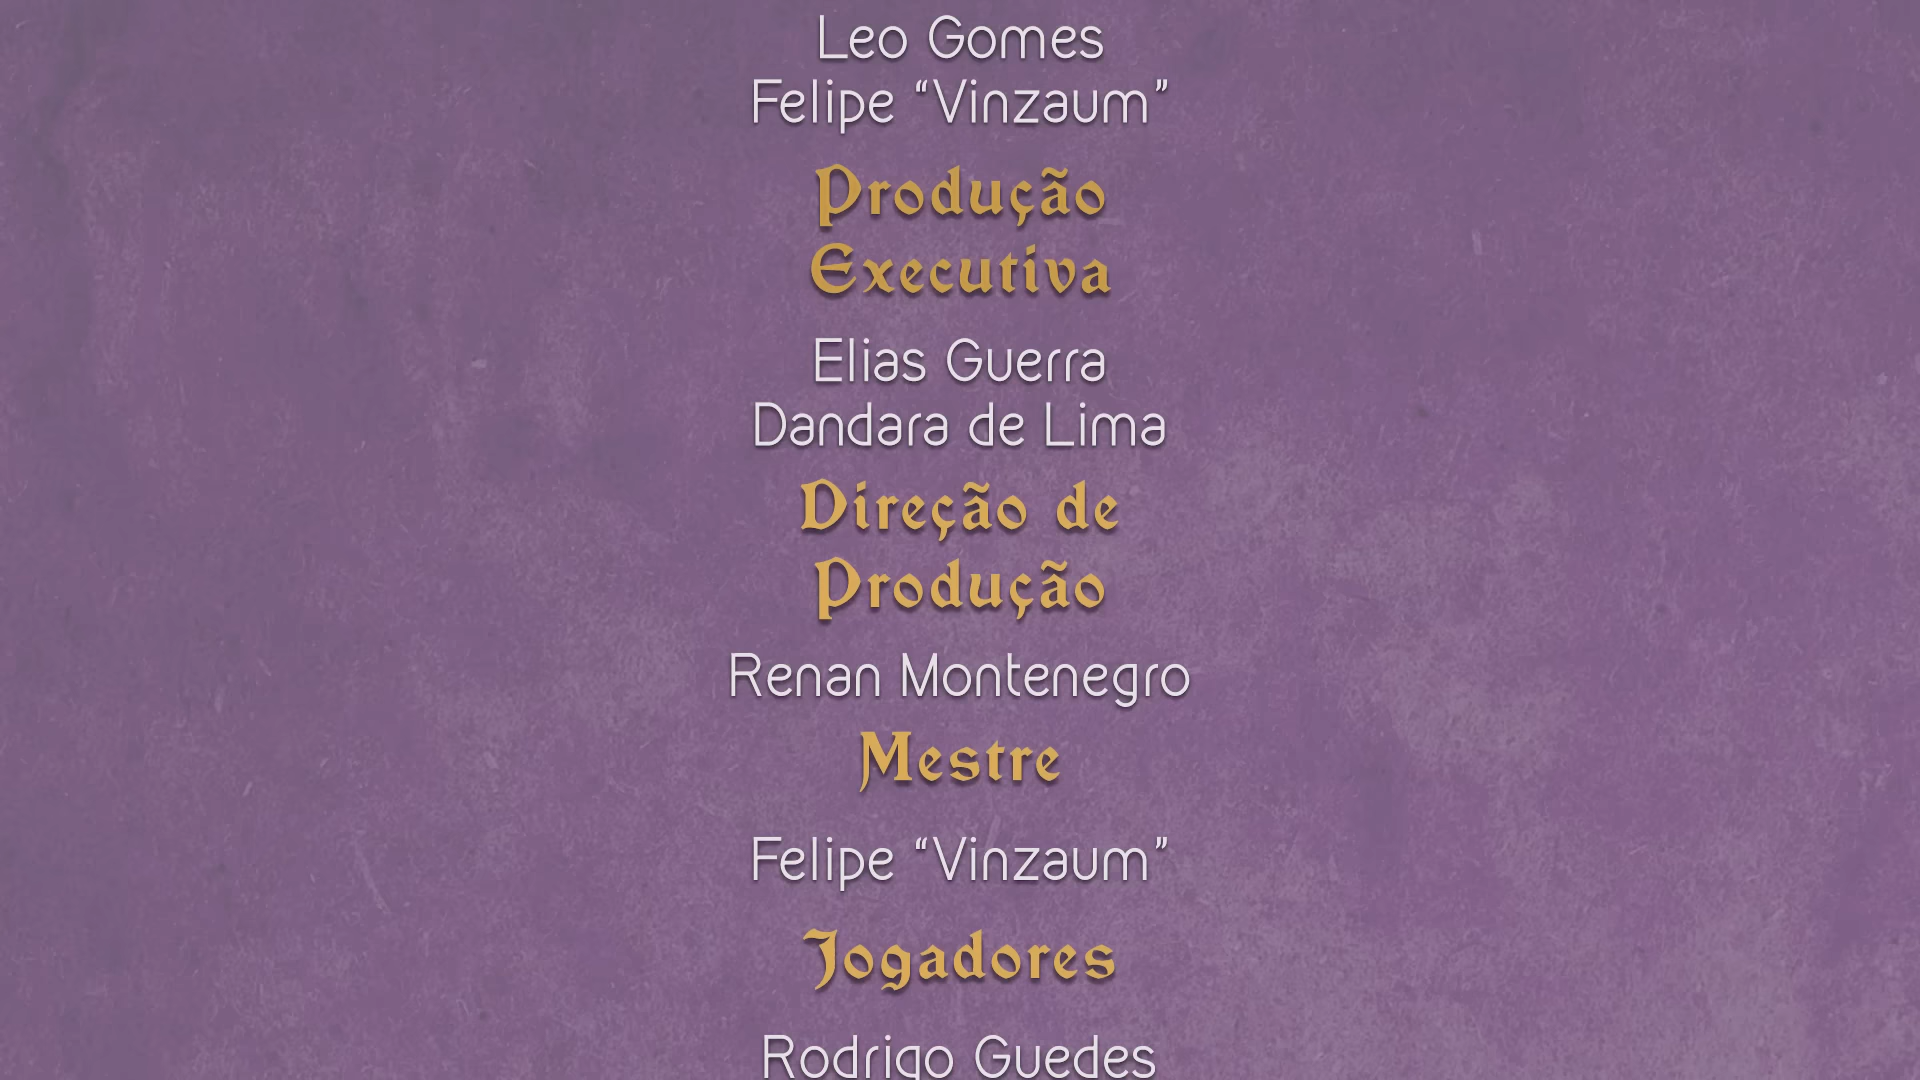 Leo Gomes
Felipe “Vinzaum”
Produção
Executiva
Elias Guerra
Dandara de Lima
Direção de
Produção
Renan Montenegro
Mestre
Felipe “Vinzaum”
Jogadores
Rodrigo Guedes